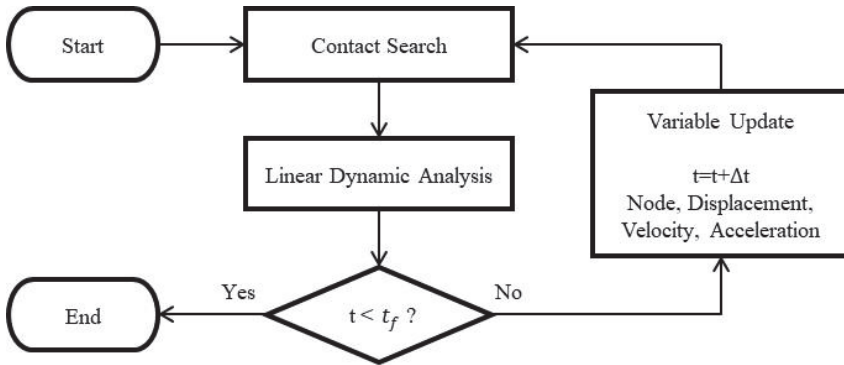 Start
Contact Search
Variable Update
t=t+Δt
Node, Displacement,
Velocity, Acceleration
Linear Dynamic Analysis
Yes
No
End
t < t_f ?